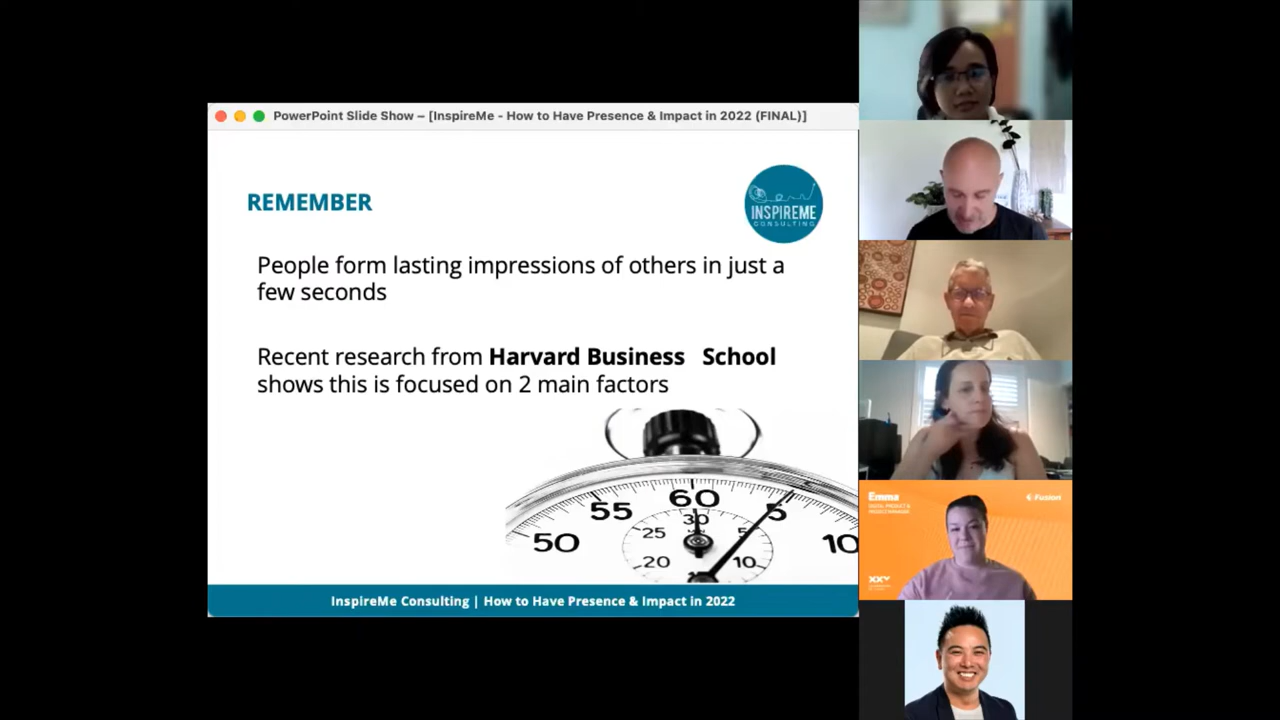 PowerPoint Slide Show – [InspireMe - How to Have Presence & Impact in 2022 (FINAL)]
REMEMBER
INSPIREME
CONSULTING
People form lasting impressions of others in just a
few seconds
Recent research from Harvard Business School
shows this is focused on 2 main factors
60
55
5
50
10
30
25
5
20
10
InspireMe Consulting | How to Have Presence & Impact in 2022
Emma
Fusion
XXV